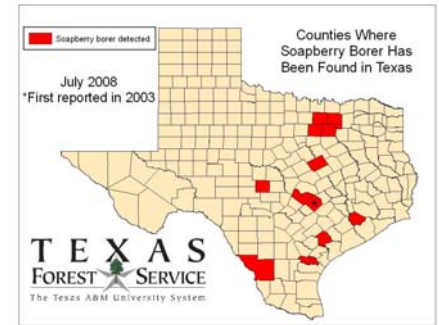 Soapberry borer detected
Counties Where
Soapberry Borer Has
Been Found in Texas
July 2008
*First reported in 2003
TEXAS
FOREST SERVICE
The Texas A&M University System